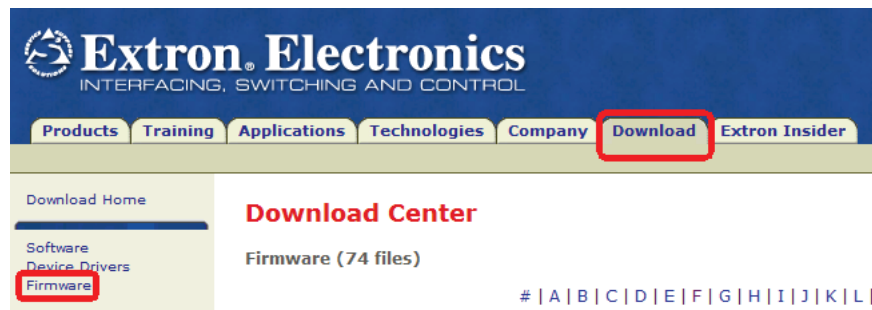 Extron® Electronics
INTERFACING, SWITCHING AND CONTROL
Products Training Applications Technologies Company Download Extron Insider
Download Home
Download Center
Software
Firmware (74 files)
Device Drivers
Firmware
# | A | B | C | D | E | F | G | H | I | J | K | L |